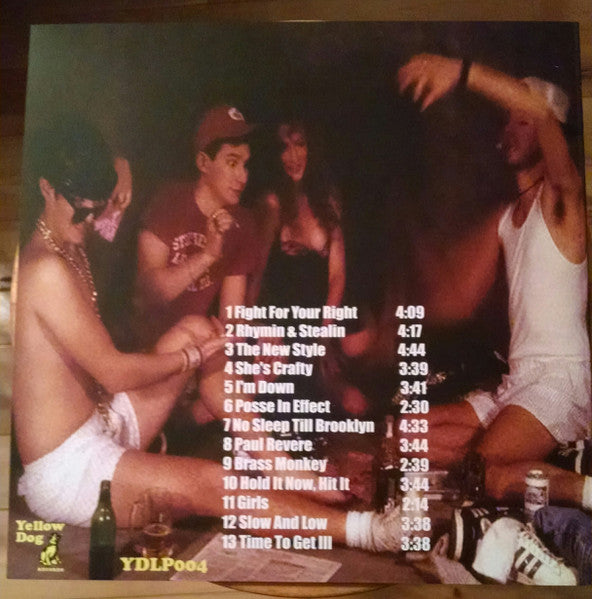 1 Fight For Your Right 4:09
2 Rhymin & Stealin 4:17
3 The New Style 4:44
4 She's Crafty 3:39
5 I'm Down 3:41
6 Posse In Effect 2:30
7 No Sleep Till Brooklyn 4:33
8 Paul Revere 3:44
9 Brass Monkey 2:39
10 Hold It Now, Hit It 3:44
11 Girls 2:14
12 Slow And Low 3:38
13 Time To Get Ill 3:38
Yellow
Dog
YDLP004